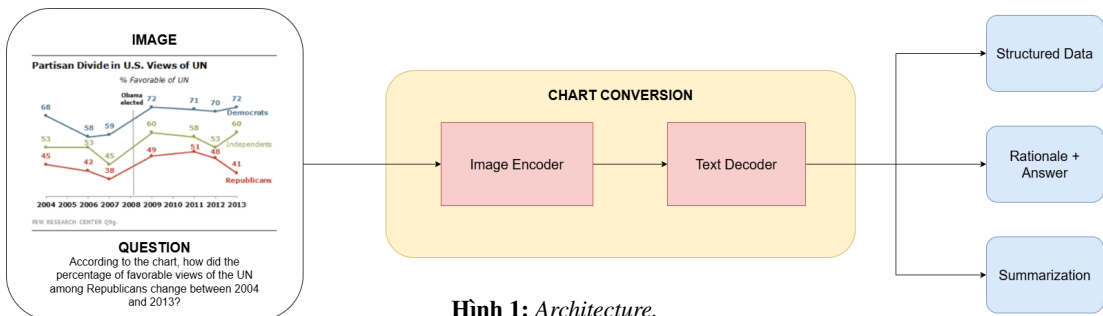 IMAGE
Partisan Divide in U.S. Views of UN
% Favorable of UN
Obama
elected
72 71 70 72
68
Democrats
58 59
60 58 60
53 53 53
Independents
45
49 51 48
45 42 41
38
Republicans
2004 2005 2006 2007 2008 2009 2010 2011 2012 2013
PEW RESEARCH CENTER Q9g.
QUESTION
According to the chart, how did the
percentage of favorable views of the UN
among Republicans change between 2004
and 2013?
CHART CONVERSION
Image Encoder
Text Decoder
Structured Data
Rationale +
Answer
Summarization
Hình 1: Architecture.